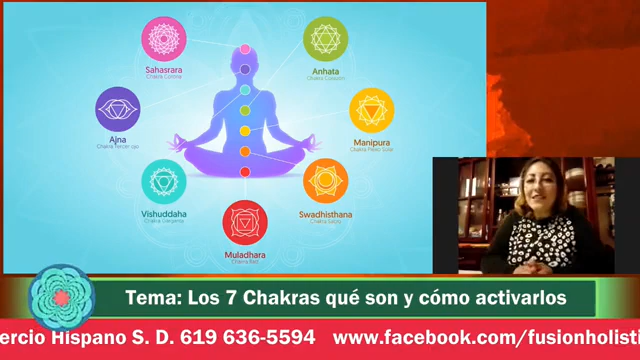 Sahasrara
Chakra Corona
Anhata
Chakra Corazón
Ajna
Chakra Tercer ojo
Manipura
Chakra Plexo Solar
Vishuddaha
Chakra Garganta
Swadhisthana
Chakra Sacro
Muladhara
Chakra Raíz
Tema: Los 7 Chakras qué son y cómo activarlos
ercio Hispano S. D. 619 636-5594 www.facebook.com/fusionholisti